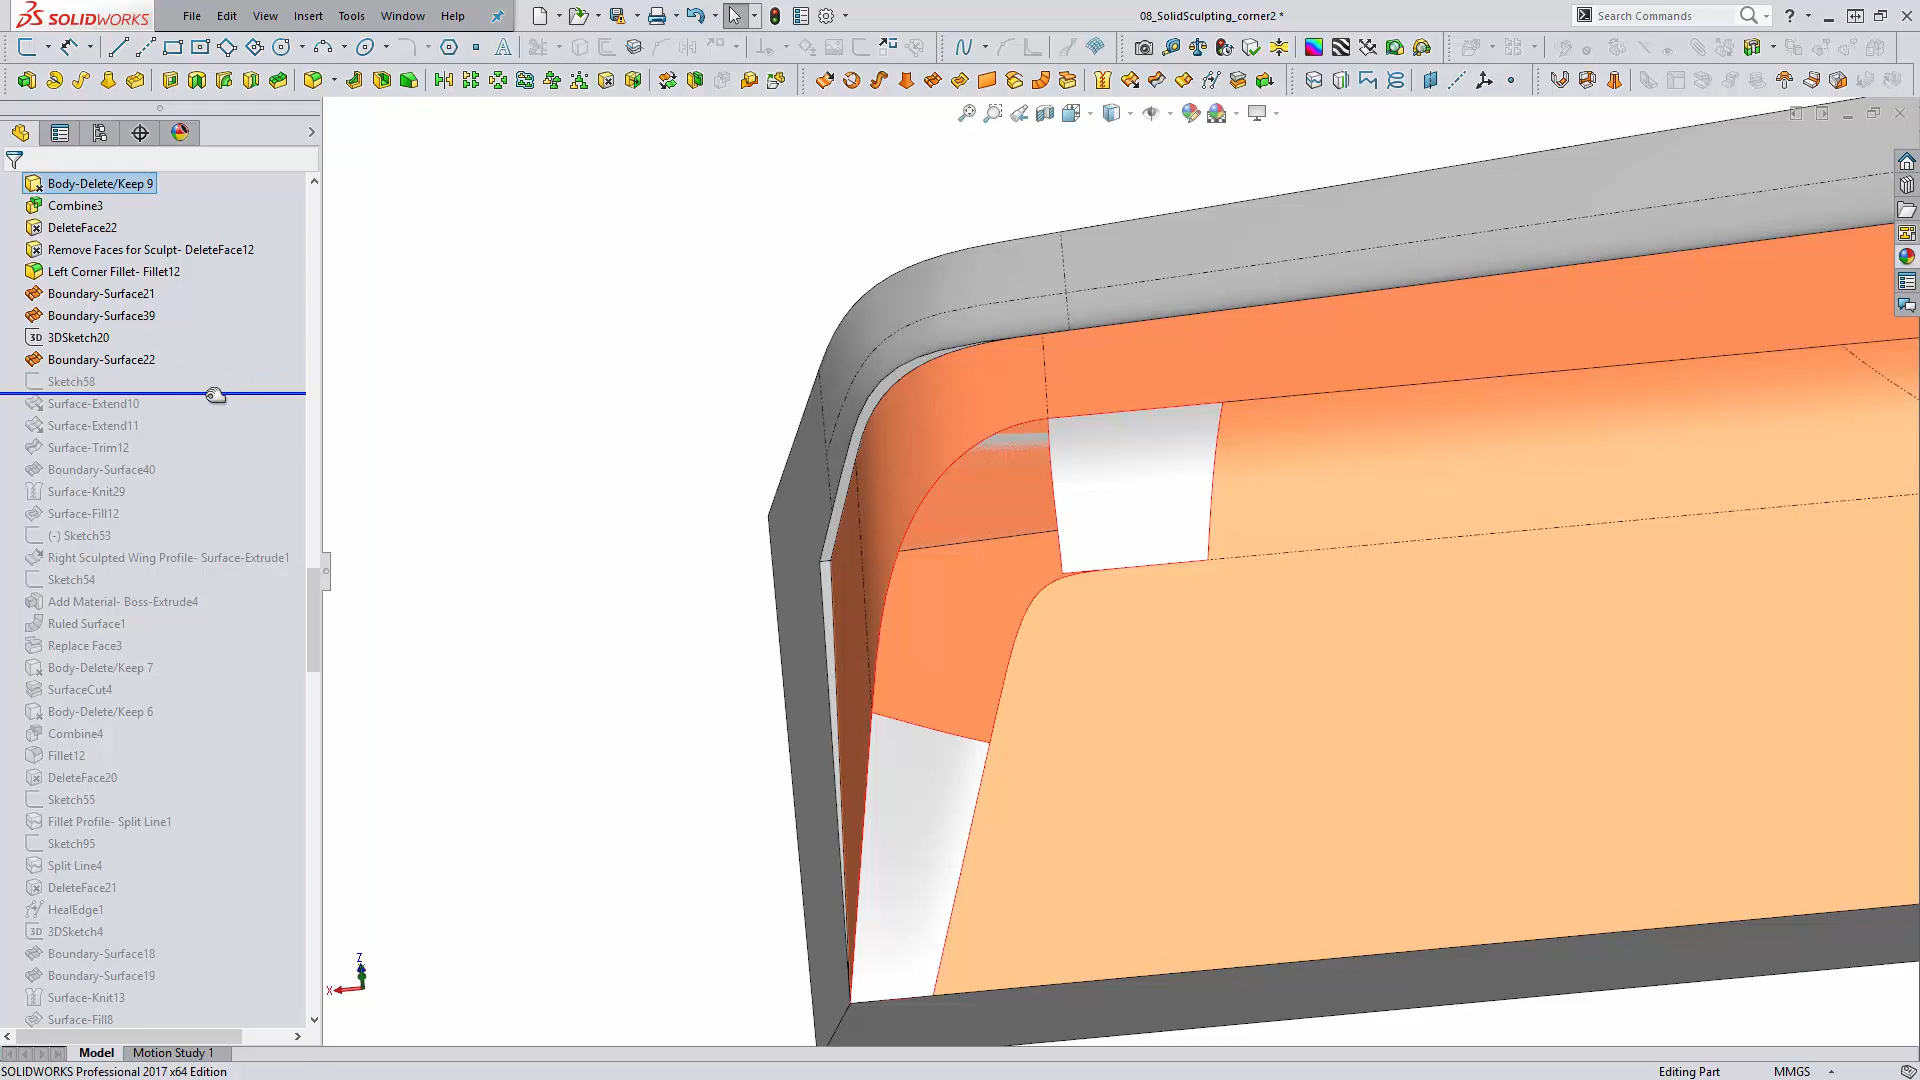 SOLIDWORKS
File Edit View Insert Tools Window Help
08_SolidSculpting_corner2 *
Search Commands
Body-Delete/Keep 9
Combine3
DeleteFace22
Remove Faces for Sculpt- DeleteFace12
Left Corner Fillet- Fillet12
Boundary-Surface21
Boundary-Surface39
3D 3DSketch20
Boundary-Surface22
Sketch58
Surface-Extend10
Surface-Extend11
Surface-Trim12
Boundary-Surface40
Surface-Knit29
Surface-Fill12
(-) Sketch53
Right Sculpted Wing Profile- Surface-Extrude1
Sketch54
Add Material- Boss-Extrude4
Ruled Surface1
Replace Face3
Body-Delete/Keep 7
SurfaceCut4
Body-Delete/Keep 6
Combine4
Fillet12
DeleteFace20
Sketch55
Fillet Profile- Split Line1
Sketch95
Split Line4
DeleteFace21
HealEdge1
3D 3DSketch4
Boundary-Surface18
Boundary-Surface19
Surface-Knit13
Surface-Fill8
Z
X
Model Motion Study 1
SOLIDWORKS Professional 2017 x64 Edition
Editing Part MMGS